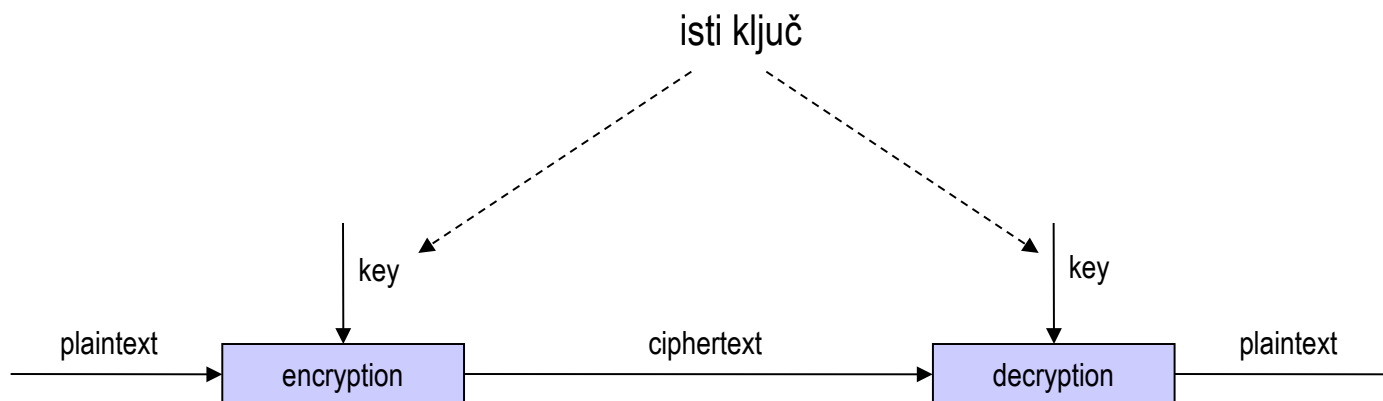 isti ključ
key
key
plaintext
ciphertext
plaintext
encryption
decryption